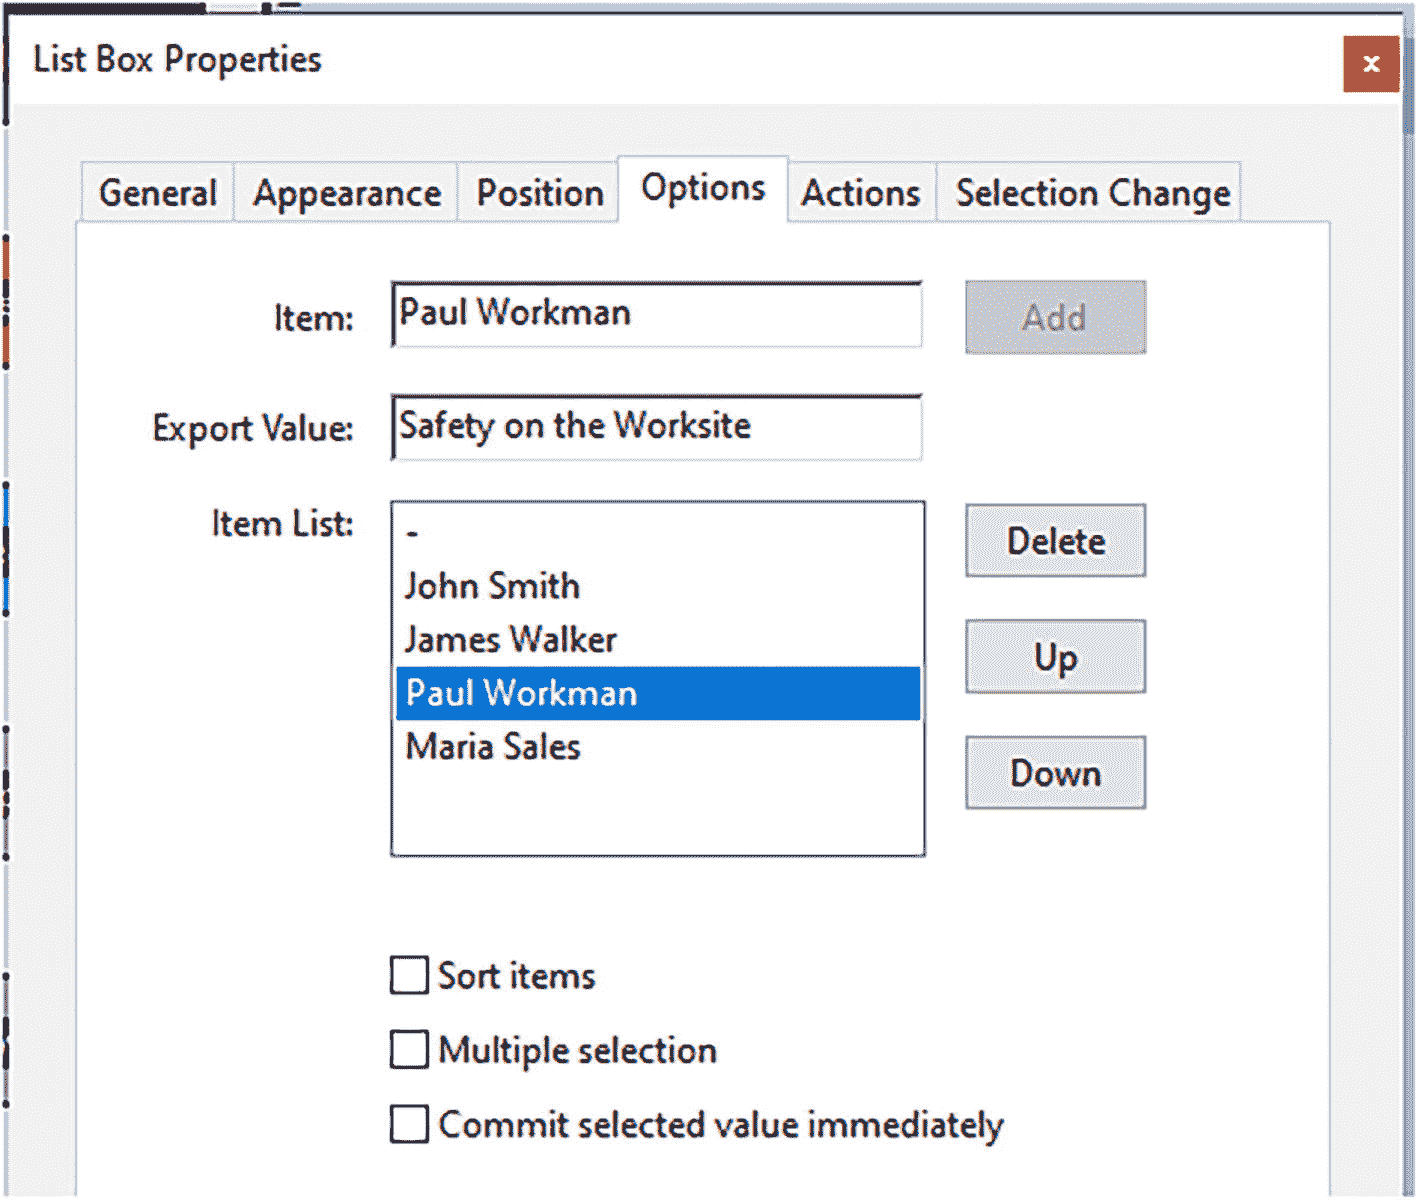 List Box Properties
x
General Appearance Position Options Actions Selection Change
Item: Paul Workman Add
Export Value: Safety on the Worksite
Item List: -
John Smith
James Walker
Paul Workman
Maria Sales
Delete
Up
Down
Sort items
Multiple selection
Commit selected value immediately